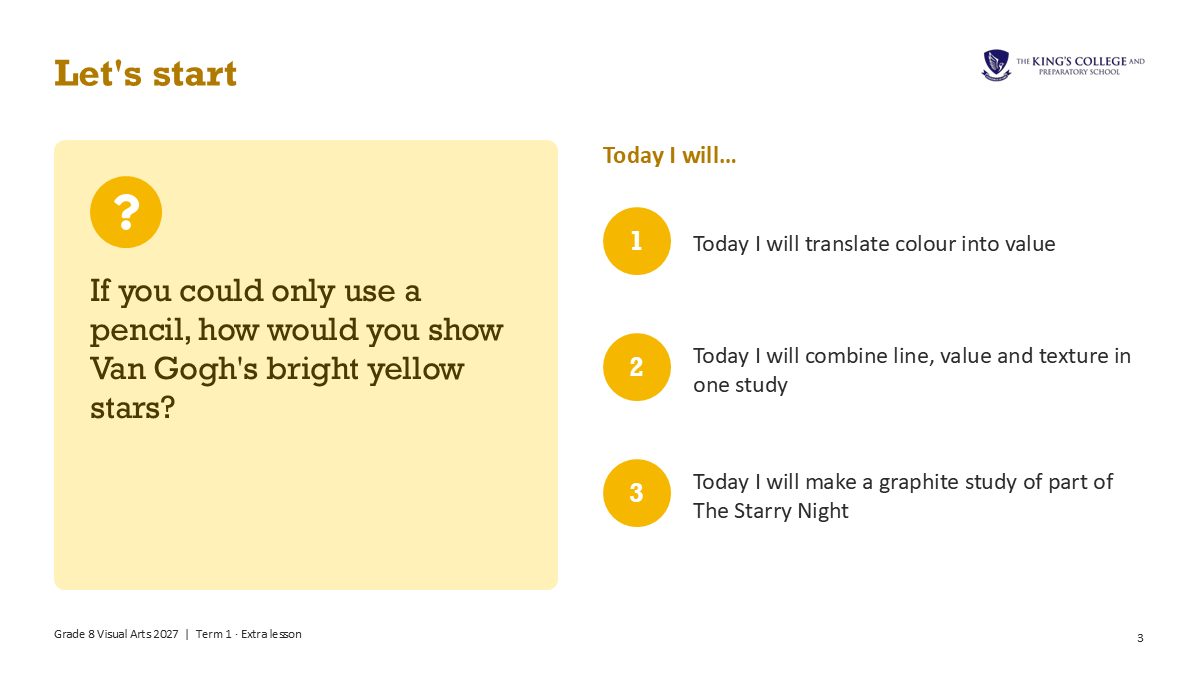 Let's start
THE KING'S COLLEGE AND
PREPARATORY SCHOOL
?
If you could only use a
pencil, how would you show
Van Gogh's bright yellow
stars?
Today I will...
1
Today I will translate colour into value
2
Today I will combine line, value and texture in
one study
3
Today I will make a graphite study of part of
The Starry Night
Grade 8 Visual Arts 2027 | Term 1 · Extra lesson
3